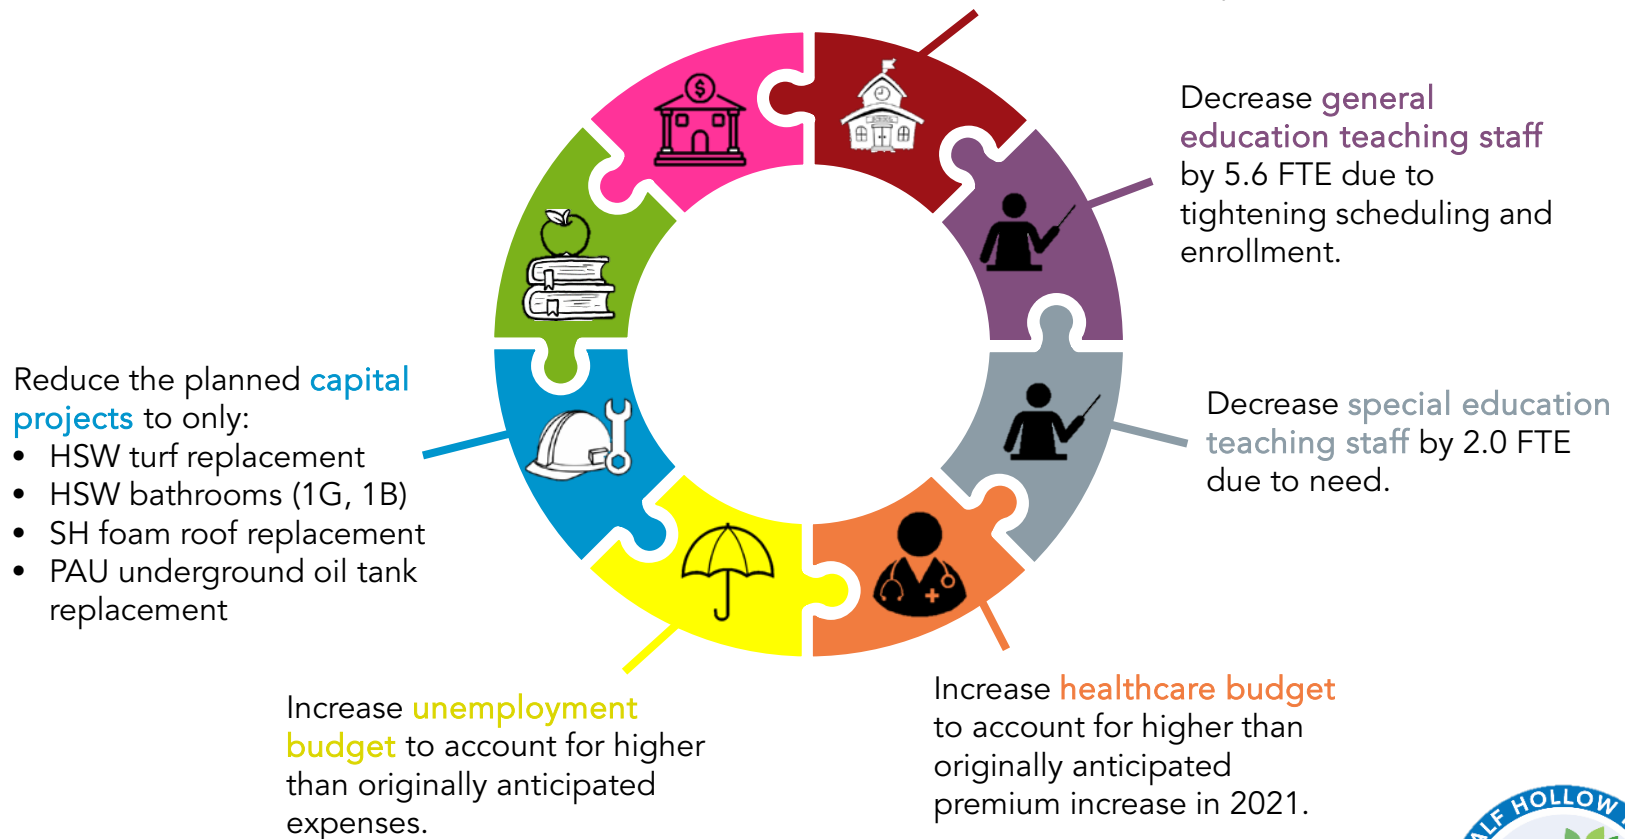 Decrease general
education teaching staff
by 5.6 FTE due to
tightening scheduling and
enrollment.
Decrease special education
teaching staff by 2.0 FTE
due to need.
Increase healthcare budget
to account for higher than
originally anticipated
premium increase in 2021.
Increase unemployment
budget to account for higher
than originally anticipated
expenses.
Reduce the planned capital
projects to only:
• HSW turf replacement
• HSW bathrooms (1G, 1B)
• SH foam roof replacement
• PAU underground oil tank
replacement
$
HOLLOW